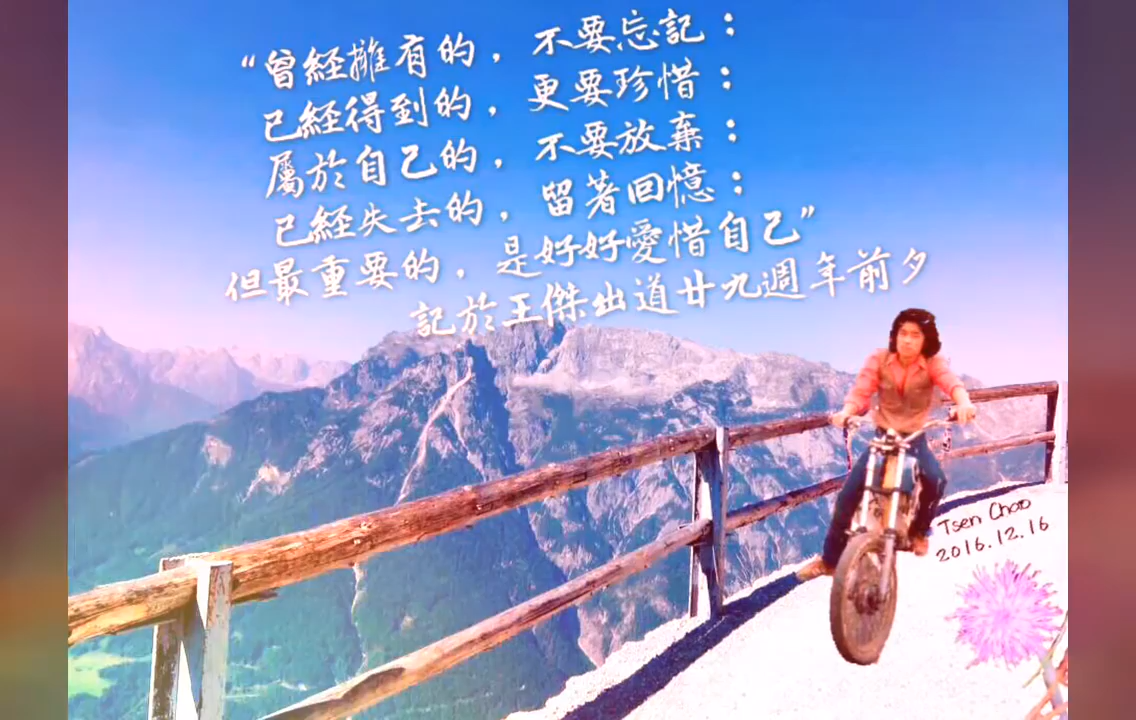 “曾経擁有的，不要忘記；
已経得到的，更要珍惜；
屬於自己的，不要放棄；
已経失去的，留著回憶；
但最重要的，是好好愛惜自己”
記於王傑出道廿九週年前夕
Tsen Choo
2016.12.16